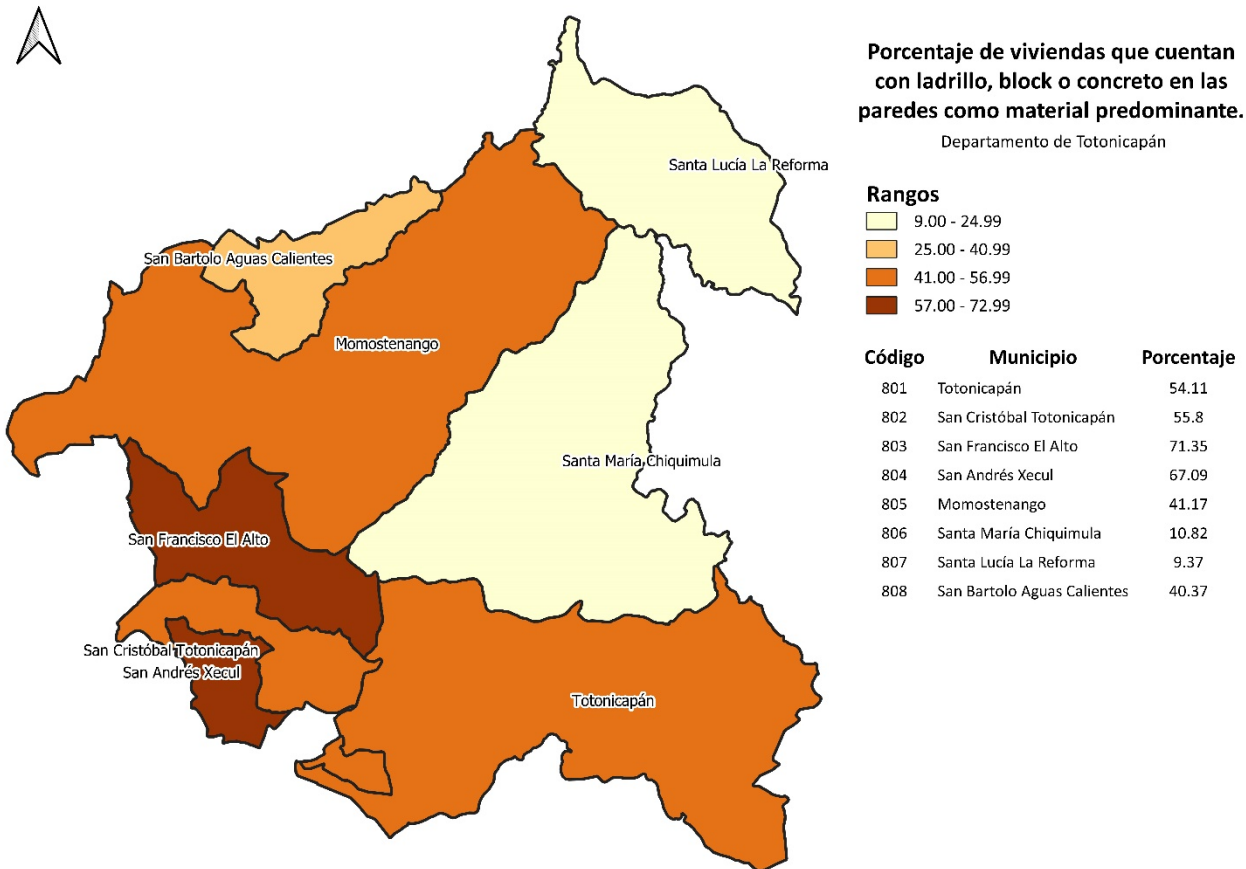 Porcentaje de viviendas que cuentan
con ladrillo, block o concreto en las
paredes como material predominante.
Departamento de Totonicapán
Santa Lucía La Reforma
Rangos
9.00 - 24.99
25.00 - 40.99
41.00 - 56.99
57.00 - 72.99
San Bartolo Aguas Calientes
Momostenango
Santa María Chiquimula
San Francisco El Alto
San Cristóbal Totonicapán
San Andrés Xecul
Totonicapán
Código Municipio Porcentaje
801 Totonicapán 54.11
802 San Cristóbal Totonicapán 55.8
803 San Francisco El Alto 71.35
804 San Andrés Xecul 67.09
805 Momostenango 41.17
806 Santa María Chiquimula 10.82
807 Santa Lucía La Reforma 9.37
808 San Bartolo Aguas Calientes 40.37